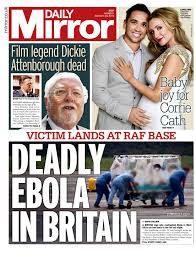 DAILY
Mirror
Film legend Dickie
Attenborough dead
Baby
joy for
Corrie
Cath
VICTIM LANDS AT RAF BASE
DEADLY
EBOLA
IN BRITAIN